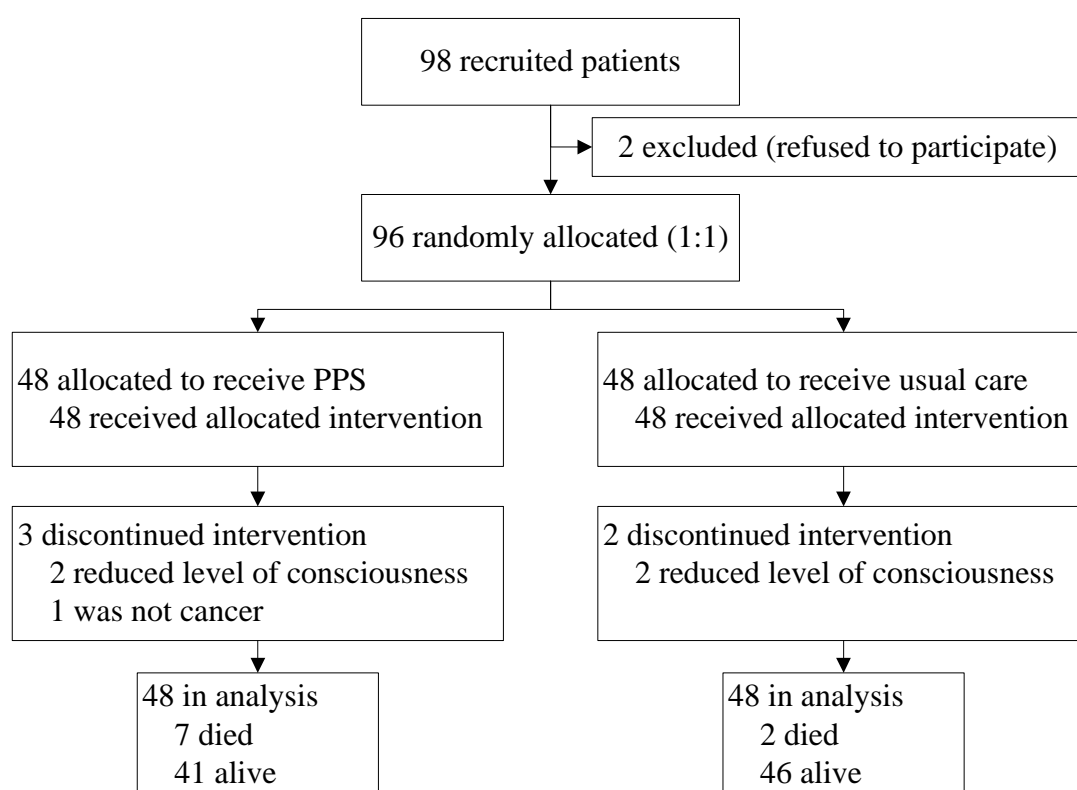 98 recruited patients
2 excluded (refused to participate)
96 randomly allocated (1:1)
48 allocated to receive PPS
48 received allocated intervention
48 allocated to receive usual care
48 received allocated intervention
3 discontinued intervention
2 reduced level of consciousness
1 was not cancer
2 discontinued intervention
2 reduced level of consciousness
48 in analysis
7 died
41 alive
48 in analysis
2 died
46 alive